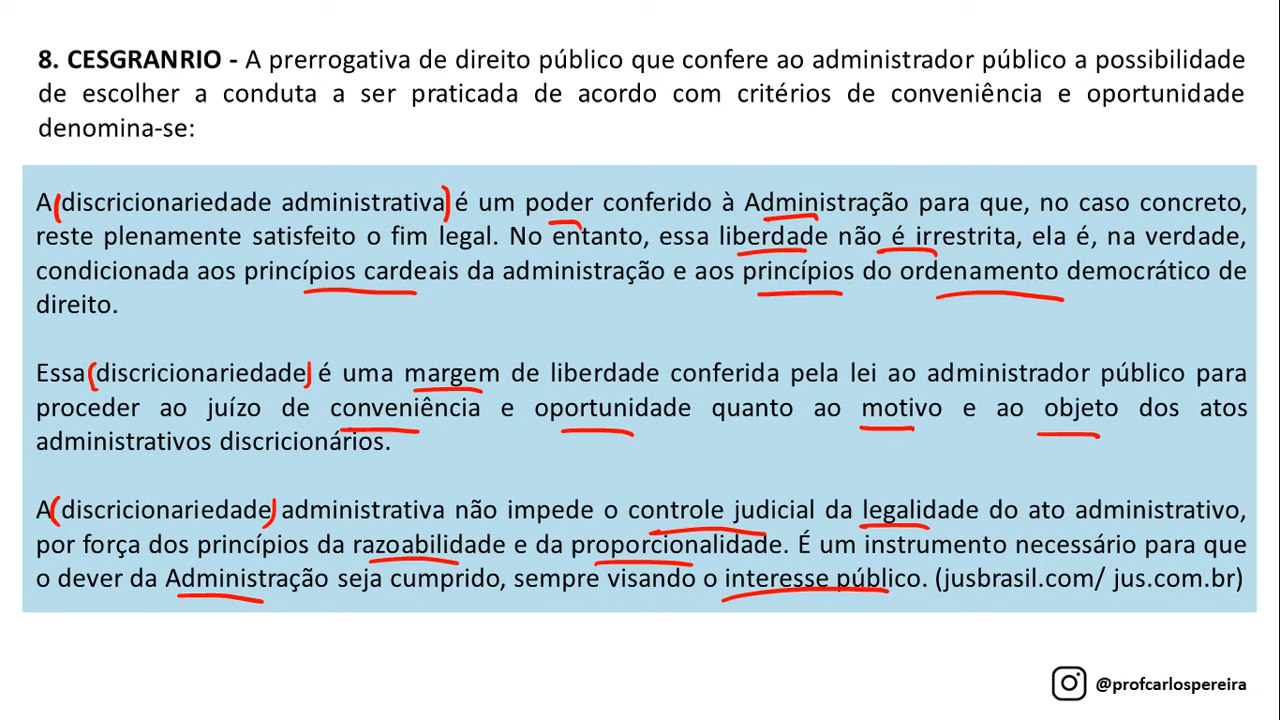 8. CESGRANRIO - A prerrogativa de direito público que confere ao administrador público a possibilidade
de escolher a conduta a ser praticada de acordo com critérios de conveniência e oportunidade
denomina-se:
A discricionariedade administrativa é um poder conferido à Administração para que, no caso concreto,
reste plenamente satisfeito o fim legal. No entanto, essa liberdade não é irrestrita, ela é, na verdade,
condicionada aos princípios cardeais da administração e aos princípios do ordenamento democrático de
direito.
Essa discricionariedade é uma margem de liberdade conferida pela lei ao administrador público para
proceder ao juízo de conveniência e oportunidade quanto ao motivo e ao objeto dos atos
administrativos discricionários.
A discricionariedade administrativa não impede o controle judicial da legalidade do ato administrativo,
por força dos princípios da razoabilidade e da proporcionalidade. É um instrumento necessário para que
o dever da Administração seja cumprido, sempre visando o interesse público. (jusbrasil.com/ jus.com.br)
@profcarlospereira